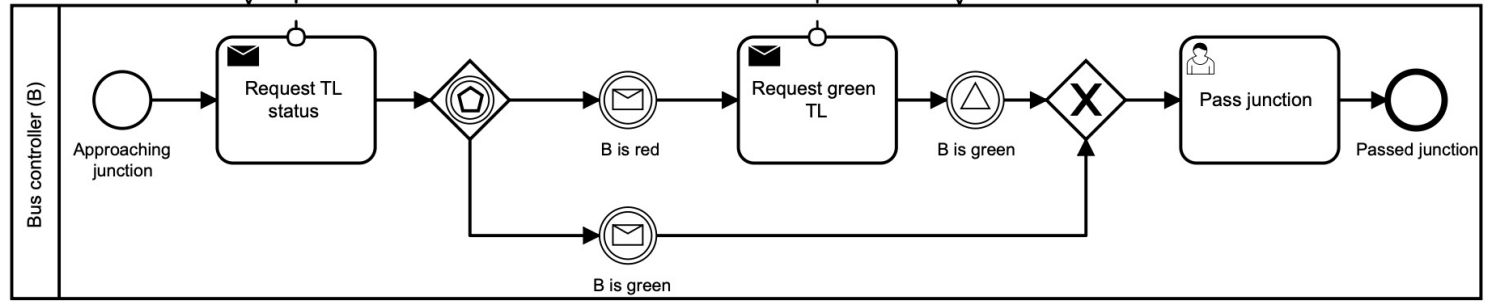 Bus controller (B)
Approaching
junction
Request TL
status
B is red
B is green
Request green
TL
B is green
X
Pass junction
Passed junction